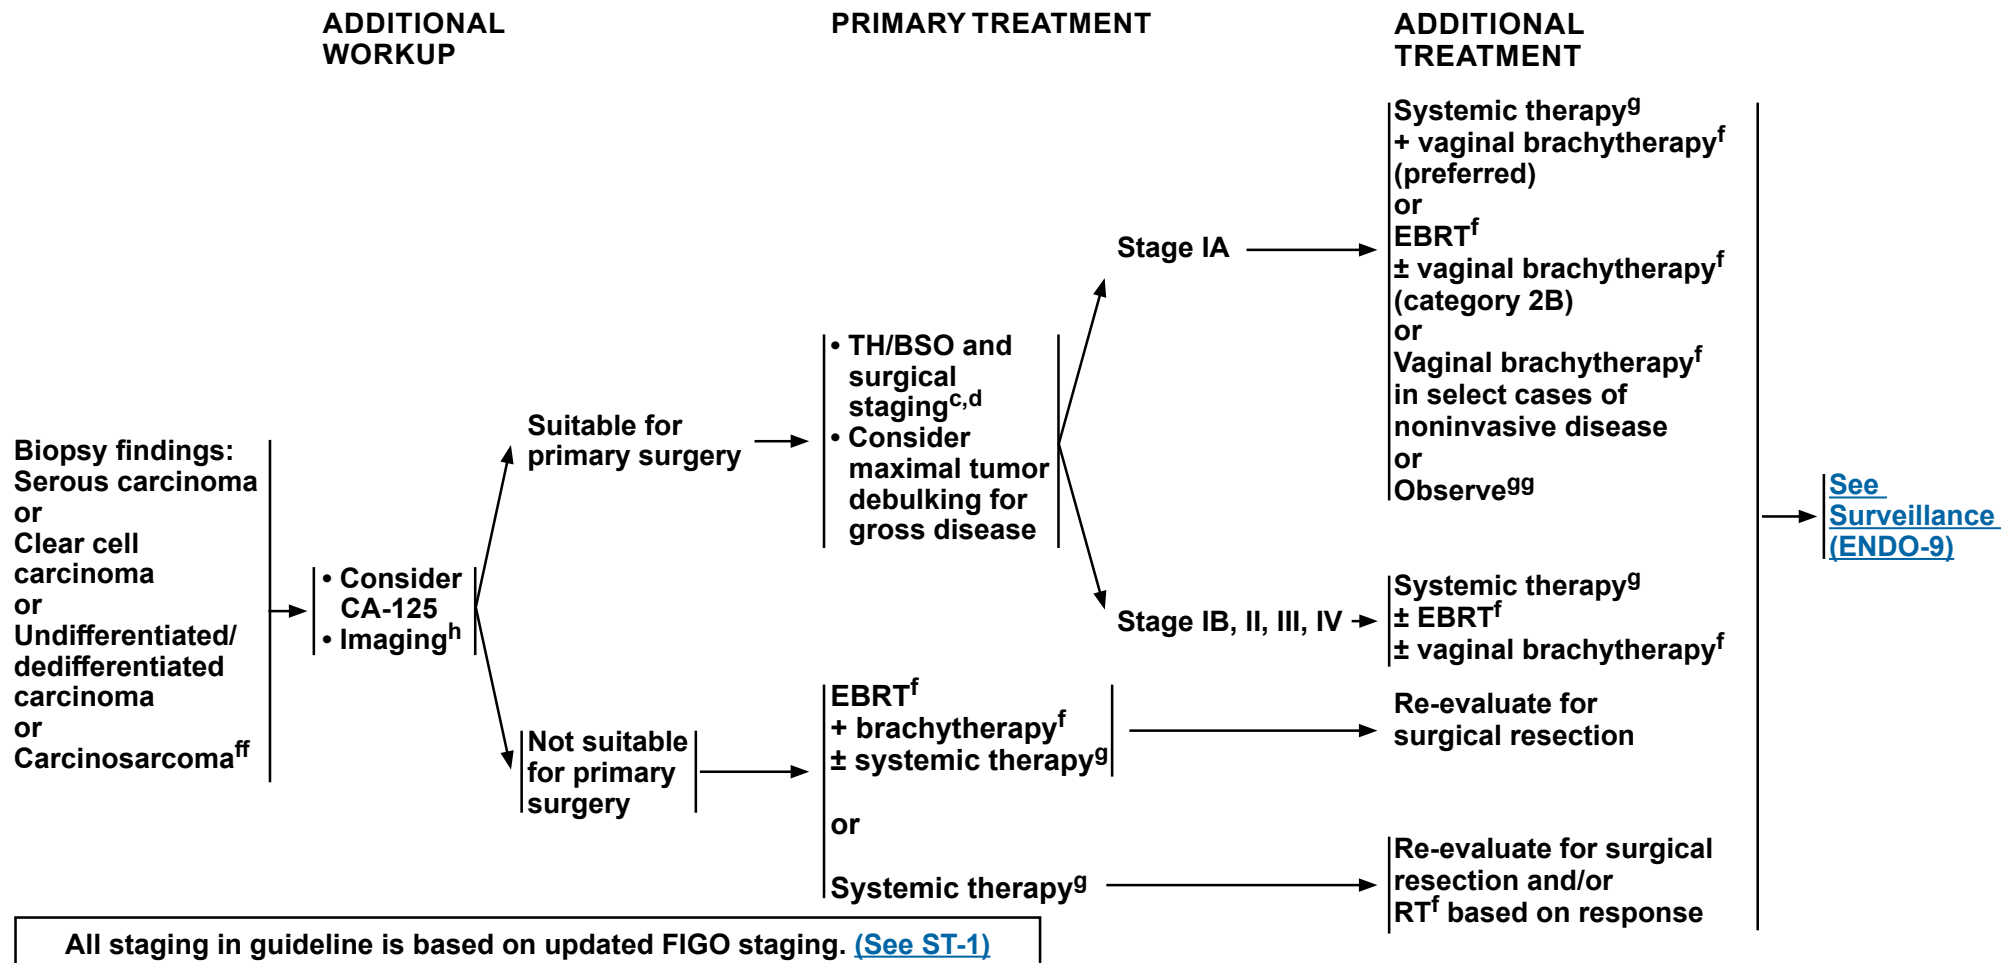 ADDITIONAL
WORKUP
PRIMARY TREATMENT
ADDITIONAL
TREATMENT
Biopsy findings:
Serous carcinoma
or
Clear cell
carcinoma
or
Undifferentiated/
dedifferentiated
carcinoma
or
Carcinosarcomaff
• Consider
CA-125
• Imagingh
Suitable for
primary surgery
• TH/BSO and
surgical
stagingc,d
• Consider
maximal tumor
debulking for
gross disease
Stage IA
Systemic therapyg
+ vaginal brachytherapyf
(preferred)
or
EBRTf
± vaginal brachytherapyf
(category 2B)
or
Vaginal brachytherapyf
in select cases of
noninvasive disease
or
Observegg
Stage IB, II, III, IV
Systemic therapyg
± EBRTf
± vaginal brachytherapyf
Not suitable
for primary
surgery
EBRTf
+ brachytherapyf
± systemic therapyg
or
Systemic therapyg
Re-evaluate for
surgical resection
Re-evaluate for surgical
resection and/or
RTf based on response
See
Surveillance
(ENDO-9)
All staging in guideline is based on updated FIGO staging. (See ST-1)